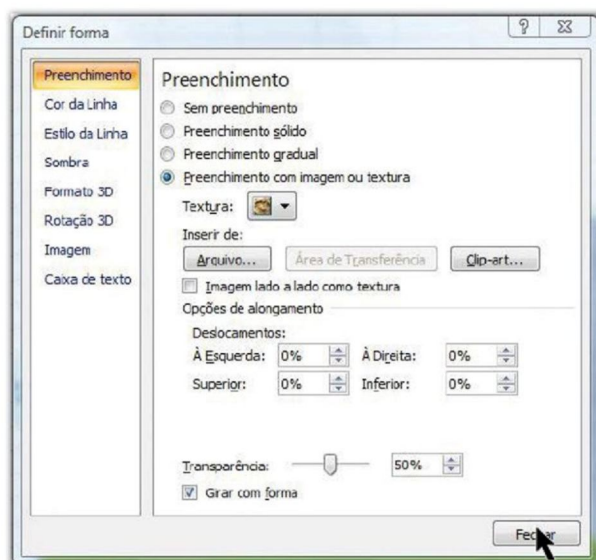 Definir forma
Preenchimento
Cor da Linha
Estilo da Linha
Sombra
Formato 3D
Rotação 3D
Imagem
Caixa de texto
Preenchimento
Sem preenchimento
Preenchimento sólido
Preenchimento gradual
Preenchimento com imagem ou textura
Textura:
Inserir de:
Arquivo... Área de Transferência Clip-art...
Imagem lado a lado como textura
Opções de alongamento
Deslocamentos:
À Esquerda: 0% À Direita: 0%
Superior: 0% Inferior: 0%
Transparência: 50%
Girar com forma